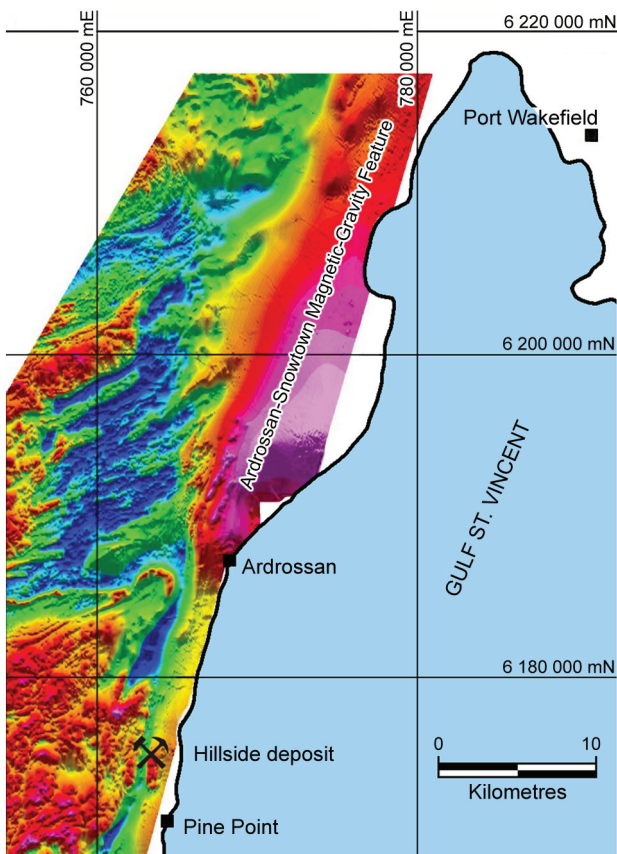 760 000 mE
780 000 mE
6 220 000 mN
Port Wakefield
Ardrossan-Snowtown Magnetic-Gravity Feature
6 200 000 mN
GULF ST. VINCENT
Ardrossan
6 180 000 mN
Hillside deposit
0 10
Kilometres
Pine Point